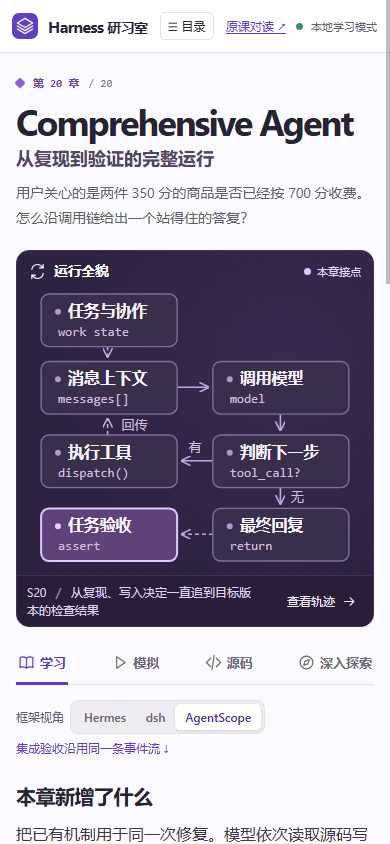 Harness 研习室
☰ 目录
原课对读 ↗
本地学习模式
第 20 章 / 20
Comprehensive Agent
从复现到验证的完整运行
用户关心的是两件 350 分的商品是否已经按 700 分收费。
怎么沿调用链给出一个站得住的答复？
运行全貌
本章接点
任务与协作
work state
消息上下文
messages[]
调用模型
model
回传
执行工具
dispatch()
有
判断下一步
tool_call?
无
任务验收
assert
最终回复
return
S20 / 从复现、写入决定一直追到目标版
本的检查结果
查看轨迹 →
学习
模拟
源码
深入探索
框架视角
Hermes
dsh
AgentScope
集成验收沿用同一条事件流 ↓
本章新增了什么
把已有机制用于同一次修复。模型依次读取源码写